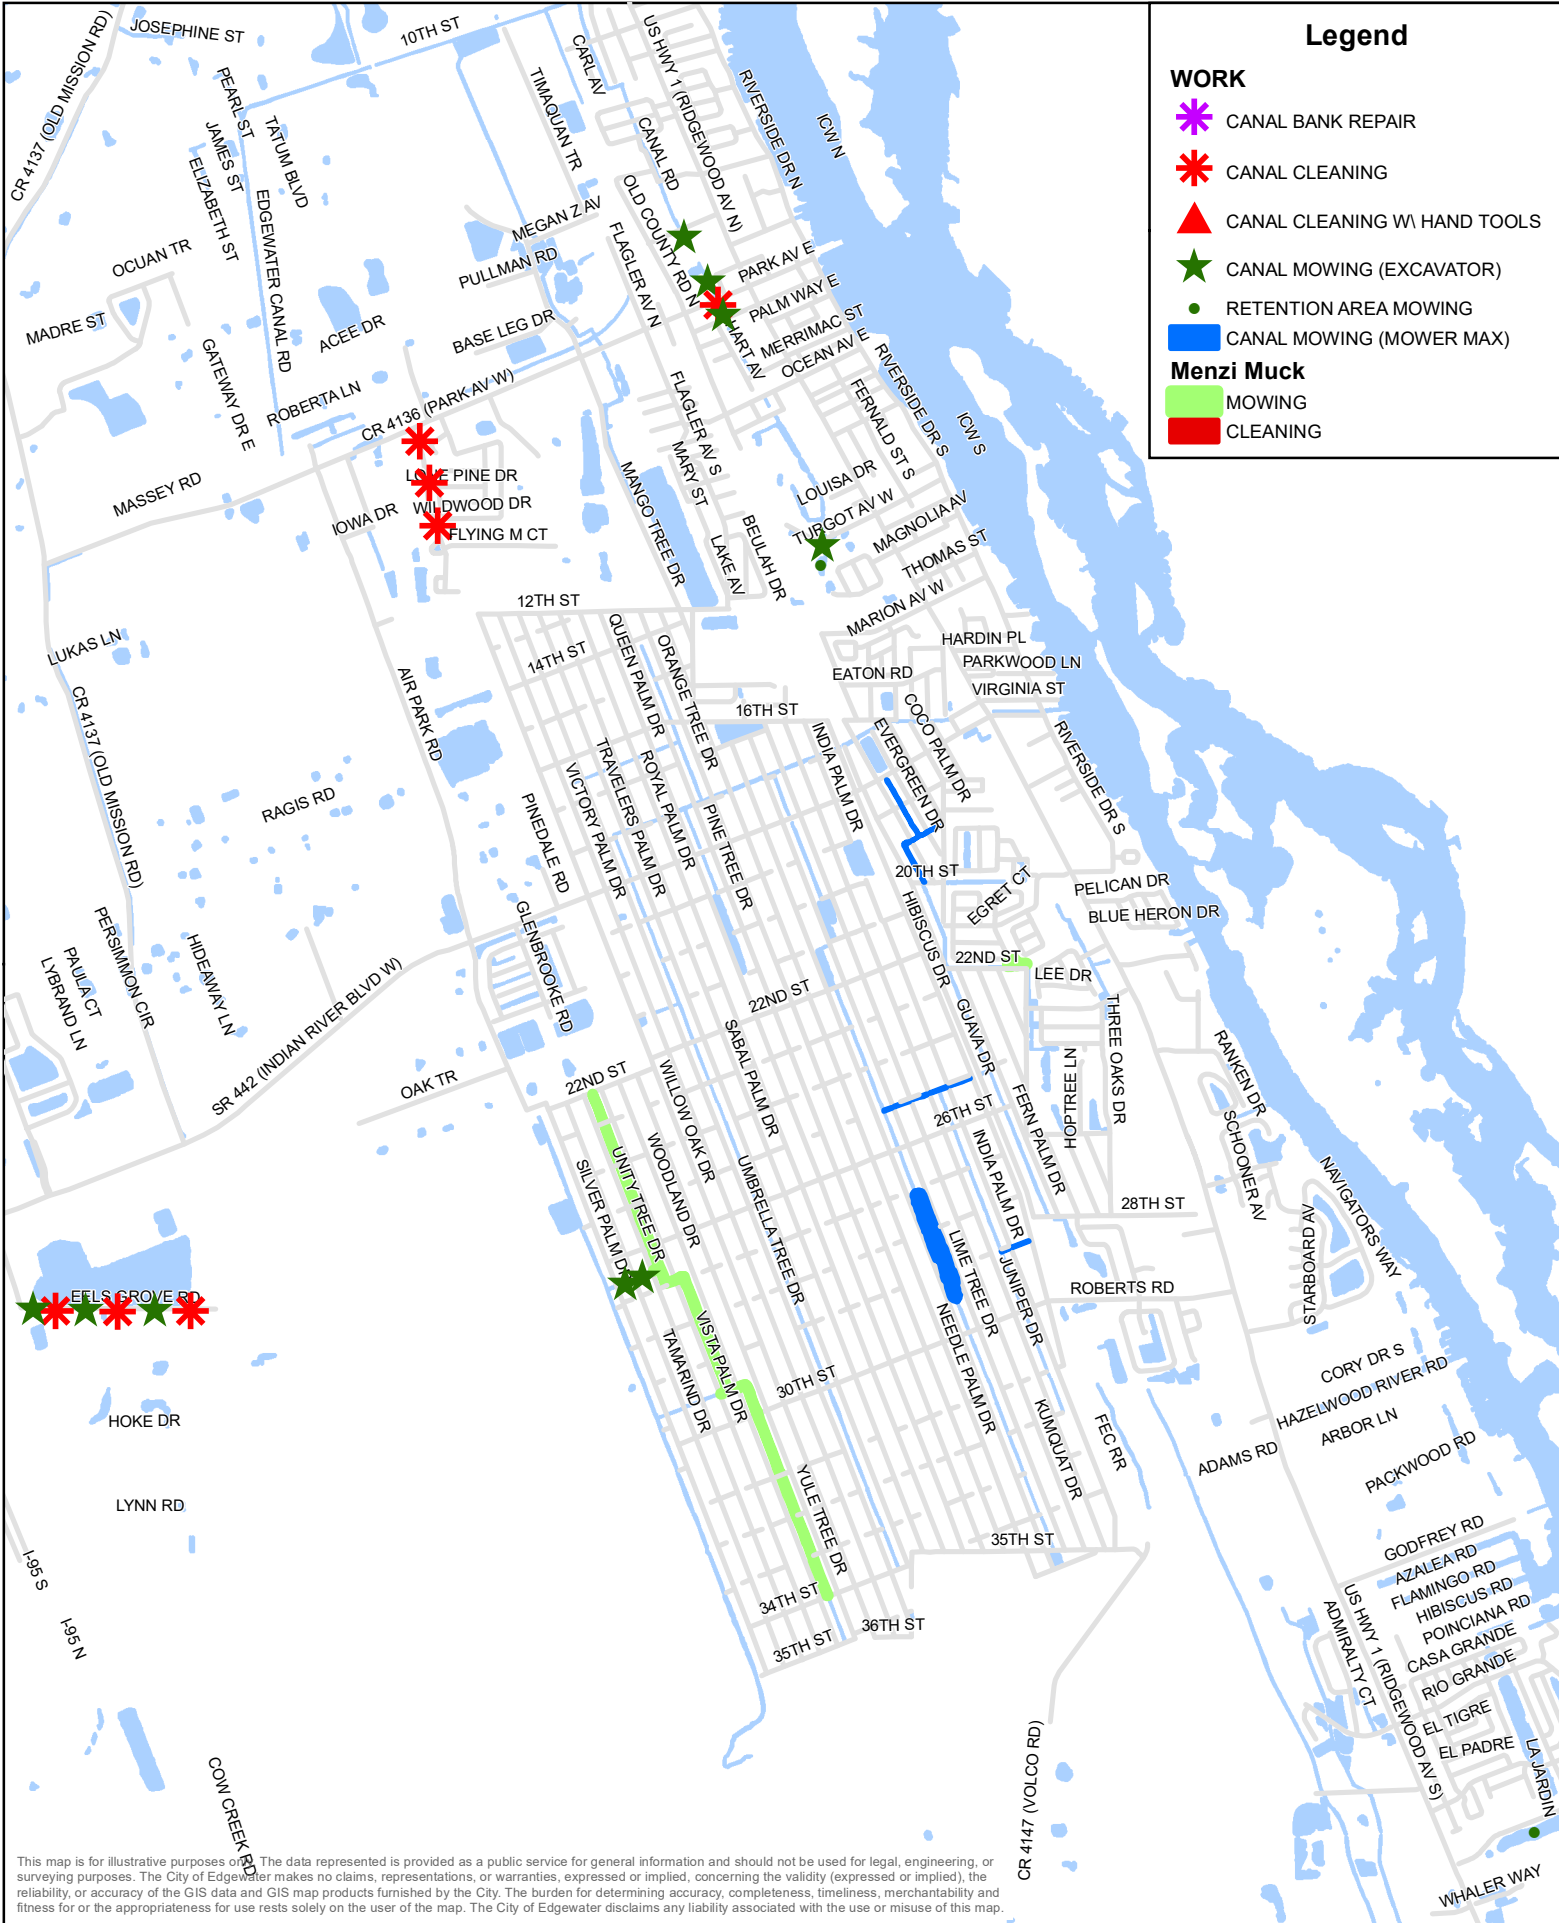 Legend
WORK
CANAL BANK REPAIR
CANAL CLEANING
CANAL CLEANING W\ HAND TOOLS
CANAL MOWING (EXCAVATOR)
RETENTION AREA MOWING
CANAL MOWING (MOWER MAX)
Menzi Muck
MOWING
CLEANING
JOSEPHINE ST
10TH ST
CARL AV
US HWY 1 (RIDGEWOOD AV N)
CR 4137 (OLD MISSION RD)
PEARL ST
TATUM BLVD
JAMES ST
ELIZABETH ST
TIMAQUAN TR
CANAL RD
RIVERSIDE DR N
ICW N
EDGEWATER CANAL RD
OCUAN TR
MEGAN Z AV
OLD COUNTY RD N
PULLMAN RD
FLAGLER AV N
PARK AV E
PALM WAY E
MADRE ST
ACEE DR
BASE LEG DR
MERRIMAC ST
HART AV
OCEAN AV E
GATEWAY DR E
ROBERTA LN
CR 4136 (PARK AV W)
FLAGLER AV S
FERNALD ST S
RIVERSIDE DR S
ICW S
MASSEY RD
LONE PINE DR
WILDWOOD DR
IOWA DR
FLYING M CT
MARY ST
LOUISA DR
TURGOT AV W
MAGNOLIA AV
MANGO TREE DR
LAKE AV
BEULAH DR
THOMAS ST
12TH ST
MARION AV W
HARDIN PL
LUKAS LN
14TH ST
QUEEN PALM DR
ORANGE TREE DR
PARKWOOD LN
EATON RD
VIRGINIA ST
CR 4137 (OLD MISSION RD)
AIR PARK RD
16TH ST
COCO PALM DR
EVERGREEN DR
INDIA PALM DR
RIVERSIDE DR S
TRAVELERS PALM DR
ROYAL PALM DR
VICTORY PALM DR
RAGIS RD
PINEDALE RD
PINE TREE DR
20TH ST
EGRET CT
PELICAN DR
BLUE HERON DR
HIBISCUS DR
GLENBROOKE RD
PERSIMMON CIR
HIDEAWAY LN
PAULA CT
LYBRAND LN
22ND ST
LEE DR
22ND ST
SR 442 (INDIAN RIVER BLVD W)
GUAVA DR
THREE OAKS DR
SABAL PALM DR
RANKEN DR
OAK TR
22ND ST
WILLOW OAK DR
HOPTREE LN
26TH ST
FERN PALM DR
SCHOONER AV
WOODLAND DR
UNITY TREE DR
SILVER PALM DR
UMBRELLA TREE DR
INDIA PALM DR
28TH ST
NAVIGATORS WAY
STARBOARD AV
LIME TREE DR
JUNIPER DR
ROBERTS RD
EELS GROVE RD
NEEDLE PALM DR
VISTA PALM DR
TAMARIND DR
30TH ST
CORY DR S
HAZELWOOD RIVER RD
ARBOR LN
HOKE DR
KUMQUAT DR
FEC RR
ADAMS RD
PACKWOOD RD
LYNN RD
YULE TREE DR
35TH ST
GODFREY RD
AZALEA RD
FLAMINGO RD
HIBISCUS RD
POINCIANA RD
I-95 S
34TH ST
36TH ST
35TH ST
I-95 N
ADMIRALTY CT
US HWY 1 (RIDGEWOOD AV S)
CASA GRANDE
RIO GRANDE
EL TIGRE
EL PADRE
LA JARDIN
COW CREEK RD
CR 4147 (VOLCO RD)
WHALER WAY
This map is for illustrative purposes only. The data represented is provided as a public service for general information and should not be used for legal, engineering, or
surveying purposes. The City of Edgewater makes no claims, representations, or warranties, expressed or implied, concerning the validity (expressed or implied), the
reliability, or accuracy of the GIS data and GIS map products furnished by the City. The burden for determining accuracy, completeness, timeliness, merchantability and
fitness for or the appropriateness for use rests solely on the user of the map. The City of Edgewater disclaims any liability associated with the use or misuse of this map.